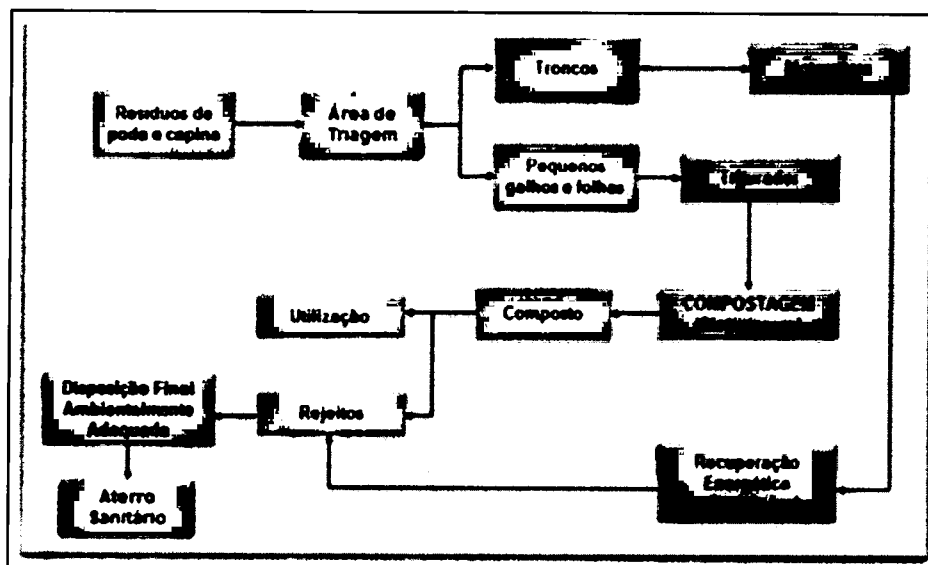 Troncos
Resíduos de
poda e capina
Área de
Triagem
Pequenos
galhos e folhas
Triturador
Utilização
Composto
COMPOSTAGEM
Disposição Final
Ambientalmente
Adequada
Rejeitos
Recuperação
Energética
Aterro
Sanitário